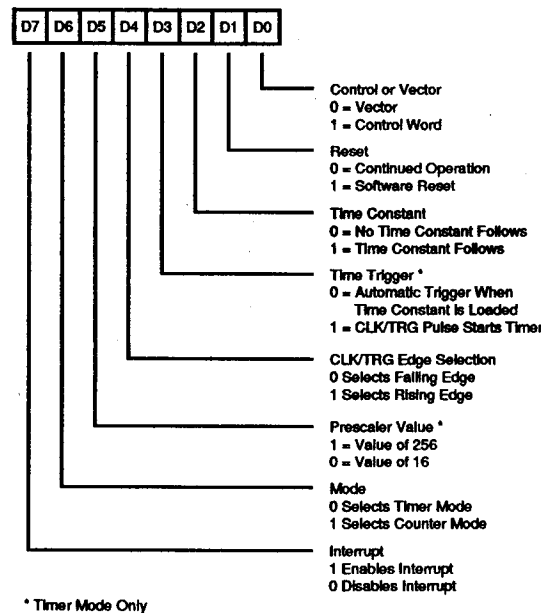 D7 D6 D5 D4 D3 D2 D1 D0
Control or Vector
0 = Vector
1 = Control Word
Reset
0 = Continued Operation
1 = Software Reset
Time Constant
0 = No Time Constant Follows
1 = Time Constant Follows
Time Trigger *
0 = Automatic Trigger When
Time Constant is Loaded
1 = CLK/TRG Pulse Starts Timer
CLK/TRG Edge Selection
0 Selects Falling Edge
1 Selects Rising Edge
Prescaler Value *
1 = Value of 256
0 = Value of 16
Mode
0 Selects Timer Mode
1 Selects Counter Mode
Interrupt
1 Enables Interrupt
0 Disables Interrupt
* Timer Mode Only